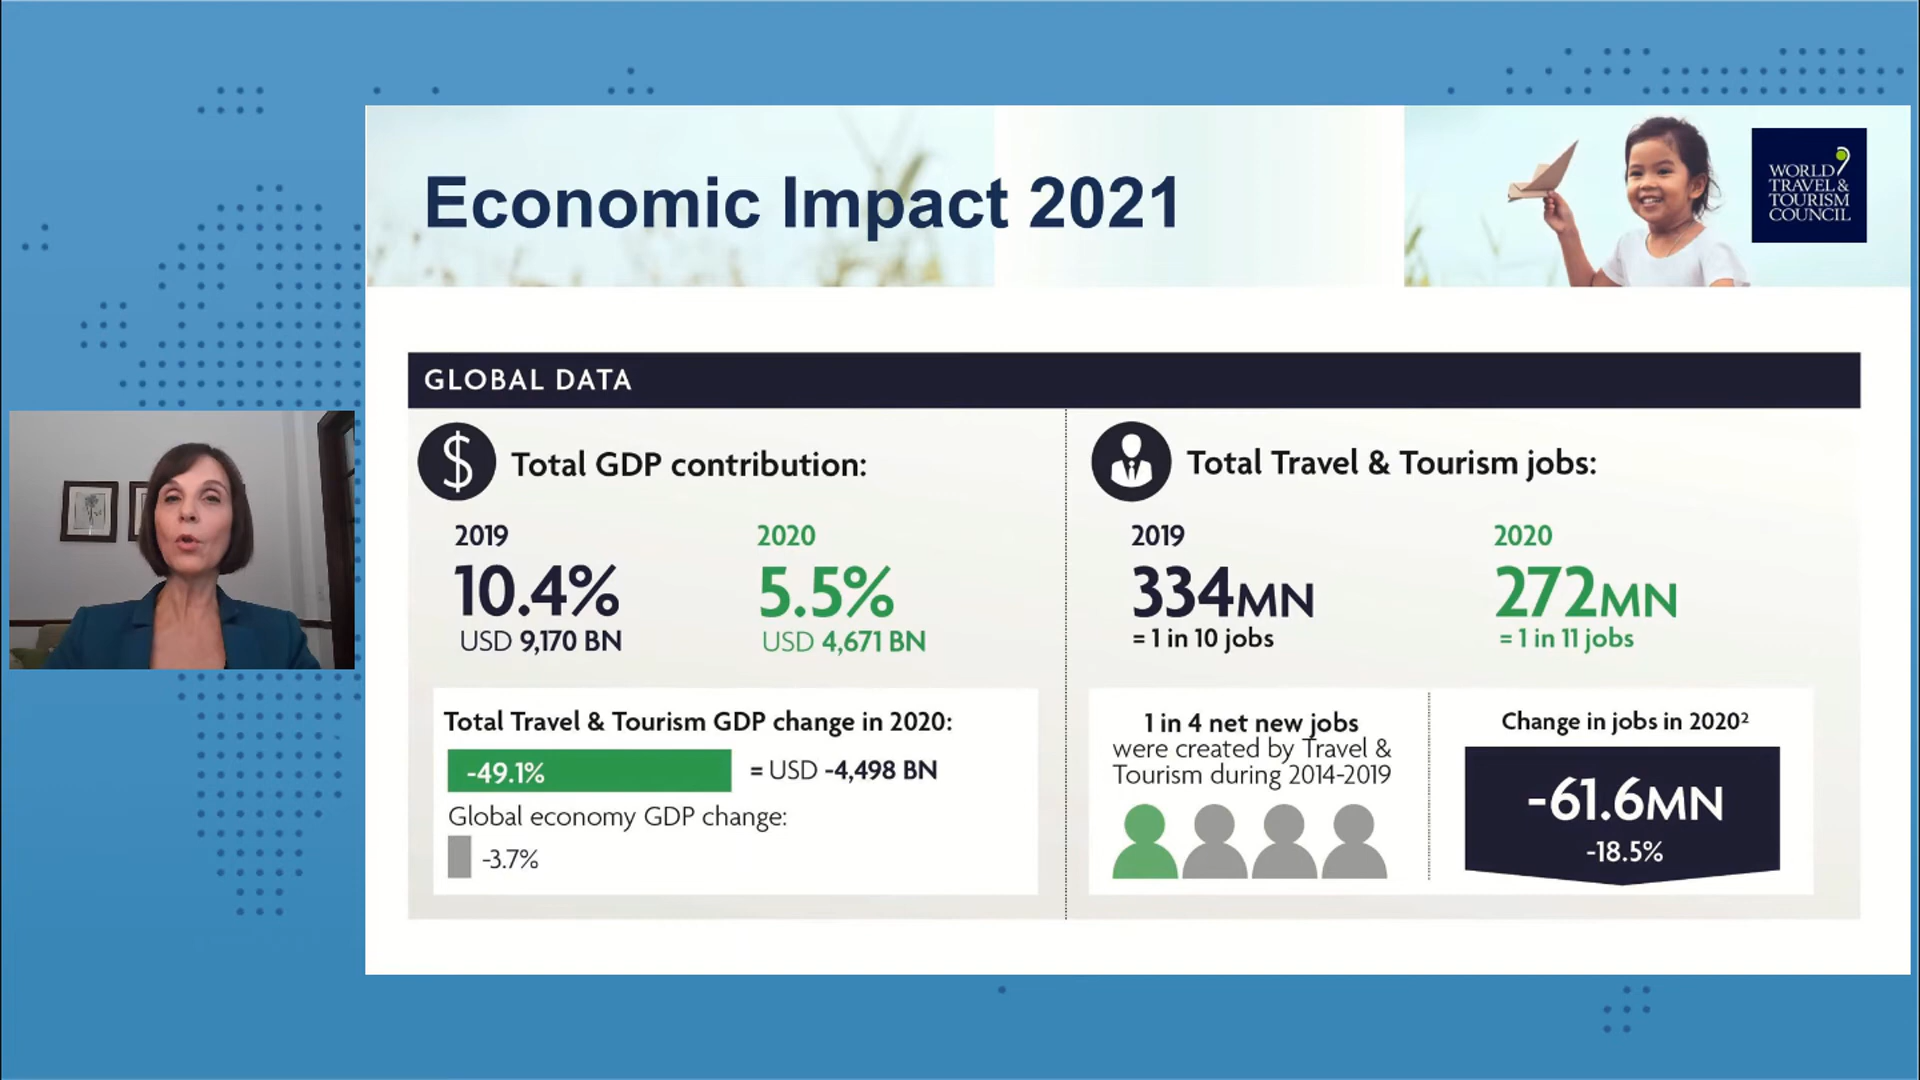 Economic Impact 2021
WORLD
TRAVEL &
TOURISM
COUNCIL
GLOBAL DATA
$
Total GDP contribution:
2019
10.4%
USD 9,170 BN
2020
5.5%
USD 4,671 BN
Total Travel & Tourism GDP change in 2020:
-49.1%
= USD -4,498 BN
Global economy GDP change:
-3.7%
Total Travel & Tourism jobs:
2019
334MN
= 1 in 10 jobs
2020
272MN
= 1 in 11 jobs
1 in 4 net new jobs
were created by Travel &
Tourism during 2014-2019
Change in jobs in 2020²
-61.6MN
-18.5%